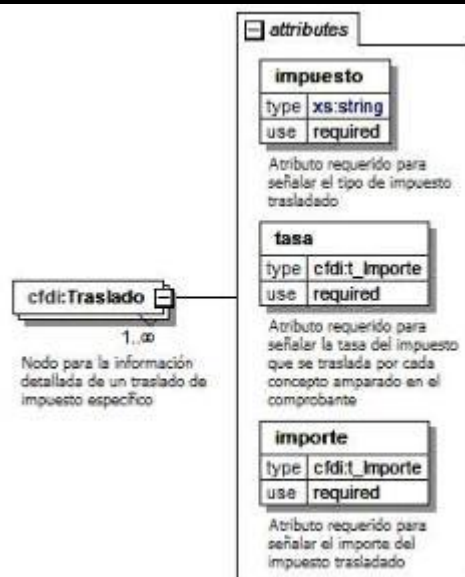 attributes
impuesto
type xs:string
use required
Atributo requerido para
señalar el tipo de impuesto
trasladado
tasa
type cfdi:t_Importe
use required
Atributo requerido para
señalar la tasa del impuesto
que se traslada por cada
concepto amparado en el
comprobante
cfdi:Traslado
1..∞
Nodo para la información
detallada de un traslado de
impuesto específico
importe
type cfdi:t_Importe
use required
Atributo requerido para
señalar el importe del
impuesto trasladado